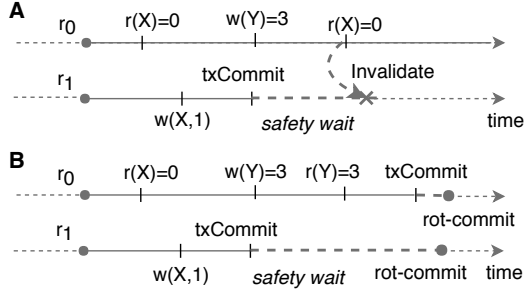 A
r0 r(X)=0 w(Y)=3 r(X)=0
r1 txCommit Invalidate
w(X,1) safety wait time
B
r0 r(X)=0 w(Y)=3 r(Y)=3 txCommit
rot-commit
r1 txCommit
w(X,1) safety wait rot-commit time